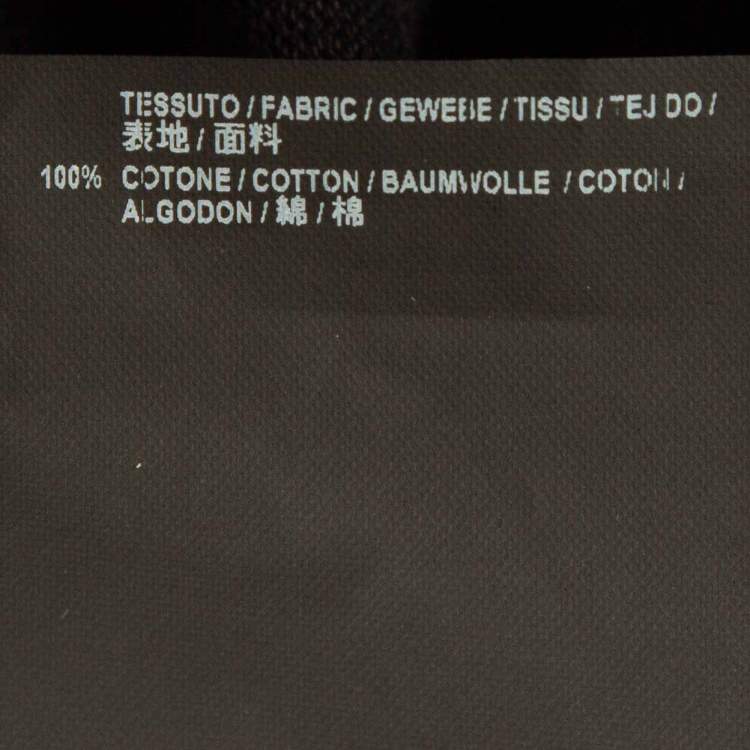 TESSUTO / FABRIC / GEWEBE / TISSU / TEJIDO /
表地 / 面料
100% COTONE / COTTON / BAUMWOLLE / COTON /
ALGODON / 綿 / 棉